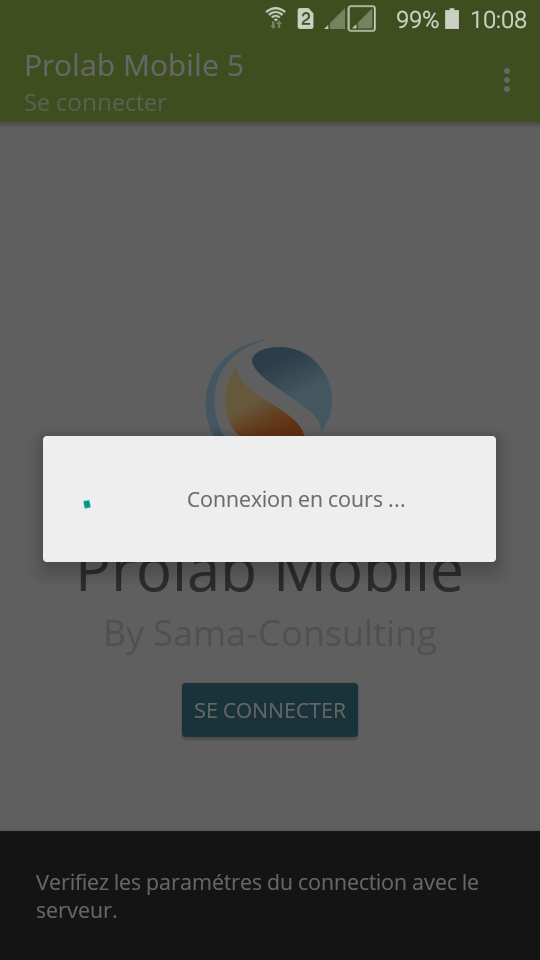 2
99%
10:08
Prolab Mobile 5
Se connecter
Connexion en cours ...
Prolab Mobile
By Sama-Consulting
SE CONNECTER
Verifiez les paramétres du connection avec le
serveur.